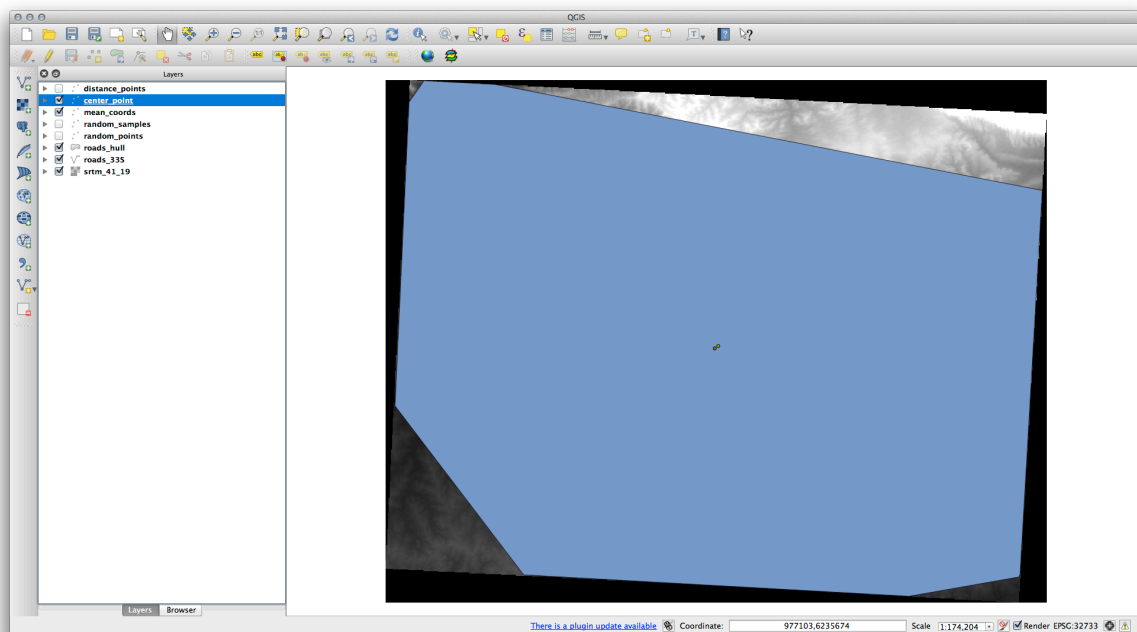 QGIS
Layers
distance_points
center_point
mean_coords
random_samples
random_points
roads_hull
roads_33S
srtm_41_19
Layers Browser
There is a plugin update available Coordinate: 977103,6235674 Scale 1:174,204 Render EPSG:32733